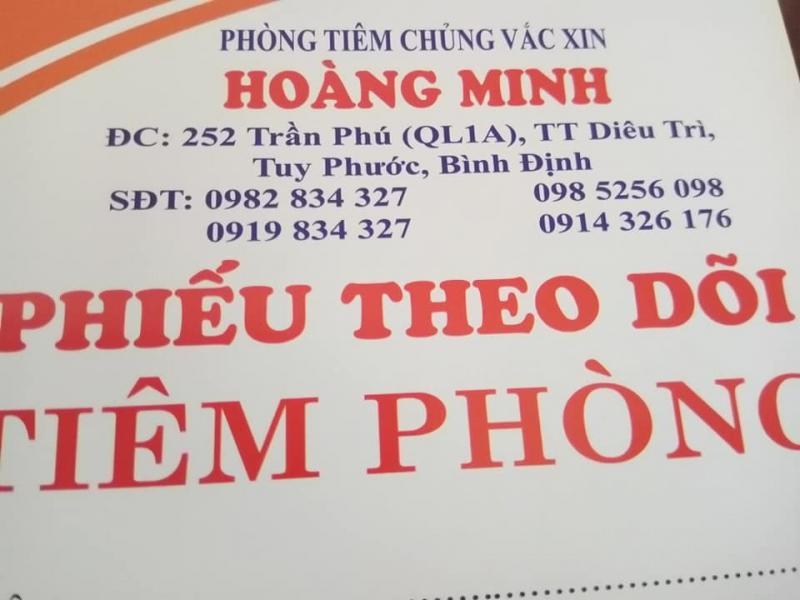 PHÒNG TIÊM CHỦNG VẮC XIN
HOÀNG MINH
ĐC: 252 Trần Phú (QL1A), TT Diêu Trì,
Tuy Phước, Bình Định
SĐT: 0982 834 327 098 5256 098
0919 834 327 0914 326 176
PHIẾU THEO DÕI
TIÊM PHÒNG